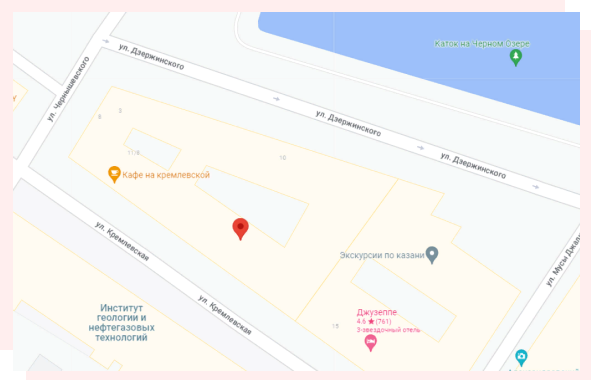 Каток на Черном Озере
ул. Дзержинского
ул. Дзержинского
ул. Дзержинского
ул. Чернышевского
5
8
11/8
10
Кафе на кремлевской
ул. Кремлевская
Экскурсии по казани
ул. Мусы Джал
Институт
геологии и
нефтегазовых
технологий
ул. Кремлевская
15
Джузеппе
4.6 ★ (761)
3-звездочный отель